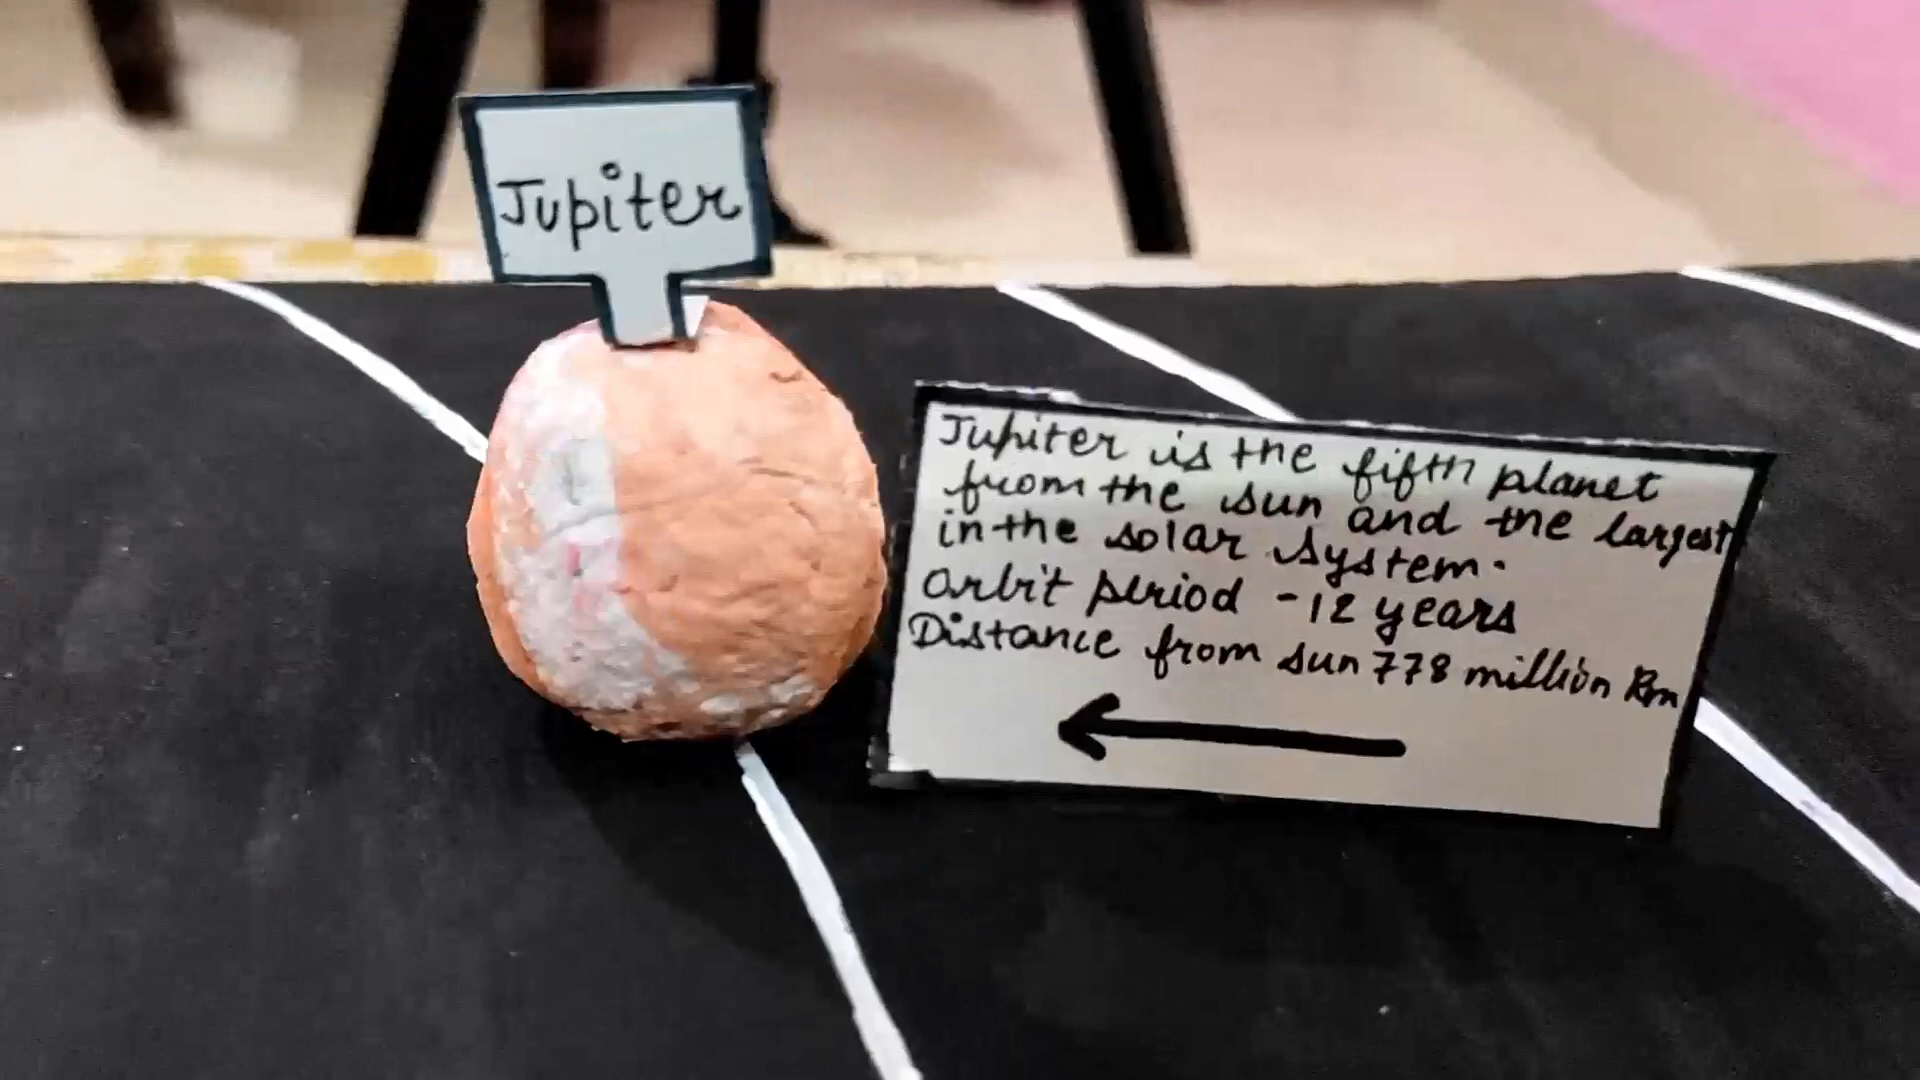 Jupiter
Jupiter is the fifth planet
from the sun and the largest
in the solar system.
Orbit period - 12 years
Distance from sun 778 million Km